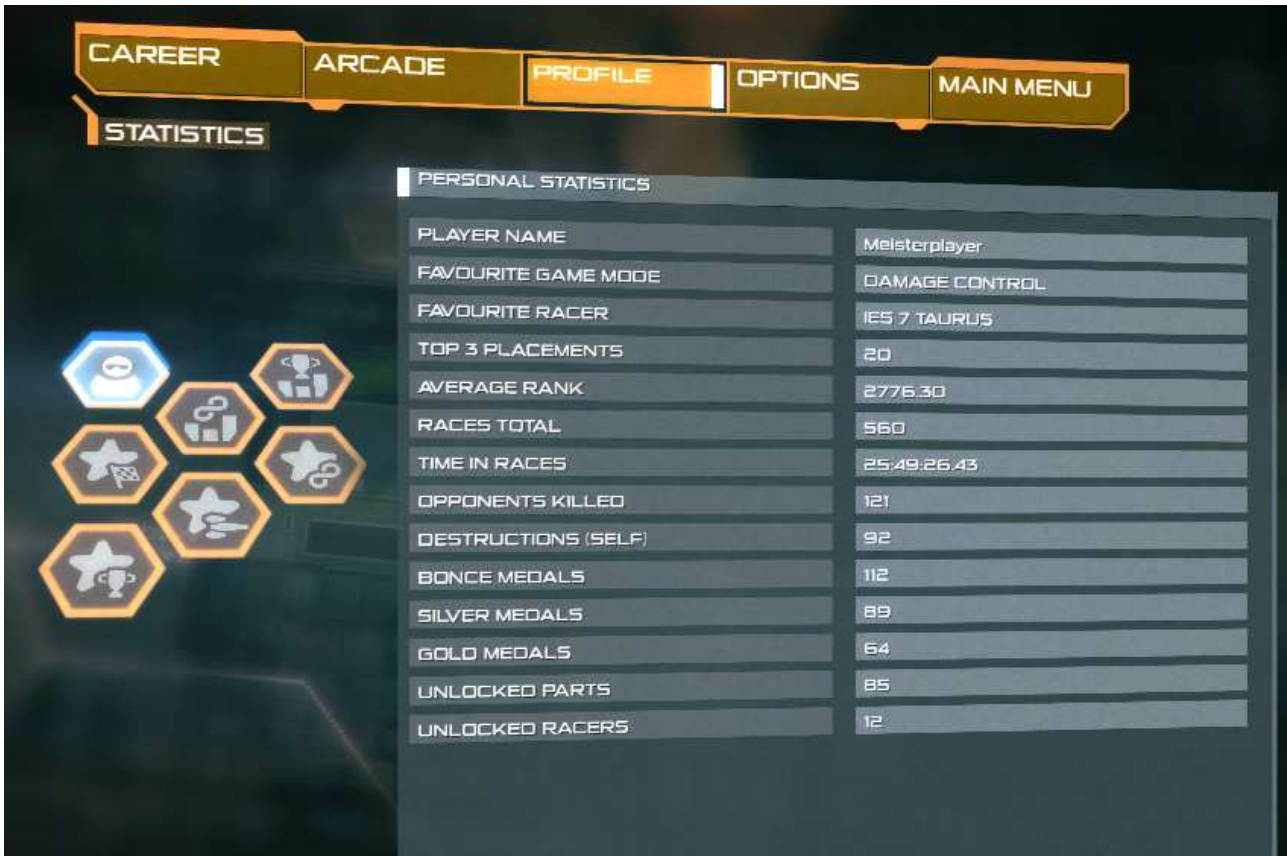 CAREER ARCADE PROFILE OPTIONS MAIN MENU
STATISTICS
PERSONAL STATISTICS
PLAYER NAME Meisterplayer
FAVOURITE GAME MODE DAMAGE CONTROL
FAVOURITE RACER IES 7 TAURUS
TOP 3 PLACEMENTS 20
AVERAGE RANK 2776.30
RACES TOTAL 560
TIME IN RACES 25:49:26.43
OPPONENTS KILLED 121
DESTRUCTIONS (SELF) 92
BONCE MEDALS 112
SILVER MEDALS 89
GOLD MEDALS 64
UNLOCKED PARTS 85
UNLOCKED RACERS 12